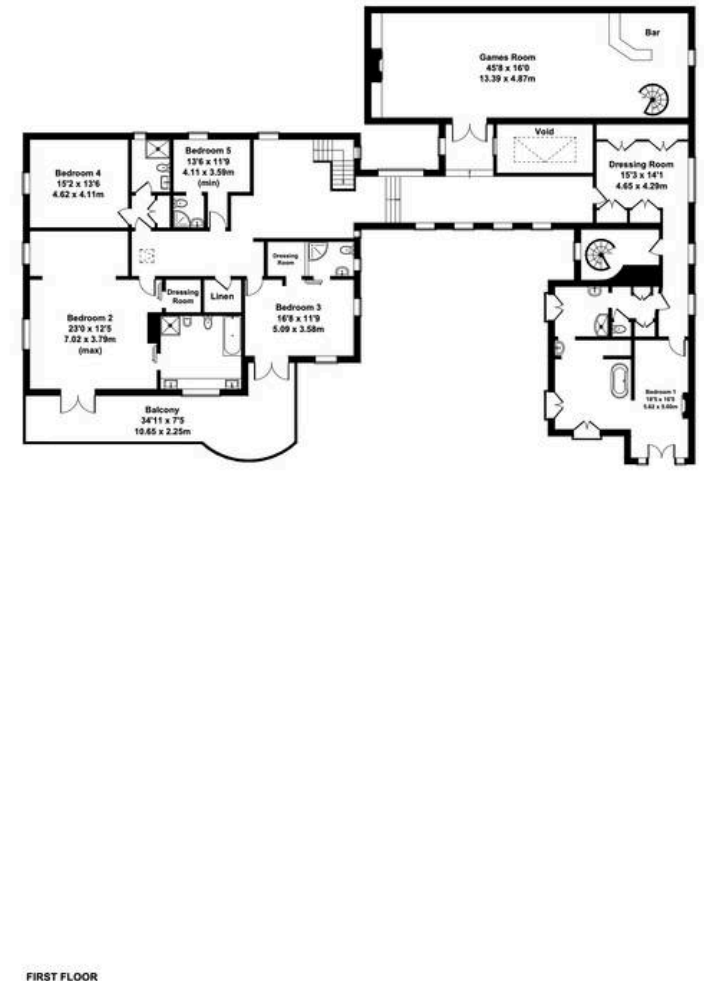 Bar
Games Room
45'8 x 16'0
13.39 x 4.87m
Void
Bedroom 5
13'6 x 11'9
4.11 x 3.59m
(min)
Bedroom 4
15'2 x 13'6
4.62 x 4.11m
Dressing Room
15'3 x 14'1
4.65 x 4.29m
Dressing
Room
Dressing
Room
Linen
Bedroom 3
16'8 x 11'9
5.09 x 3.58m
Bedroom 2
23'0 x 12'5
7.02 x 3.79m
(max)
Bedroom 1
Balcony
34'11 x 7'5
10.65 x 2.25m
FIRST FLOOR